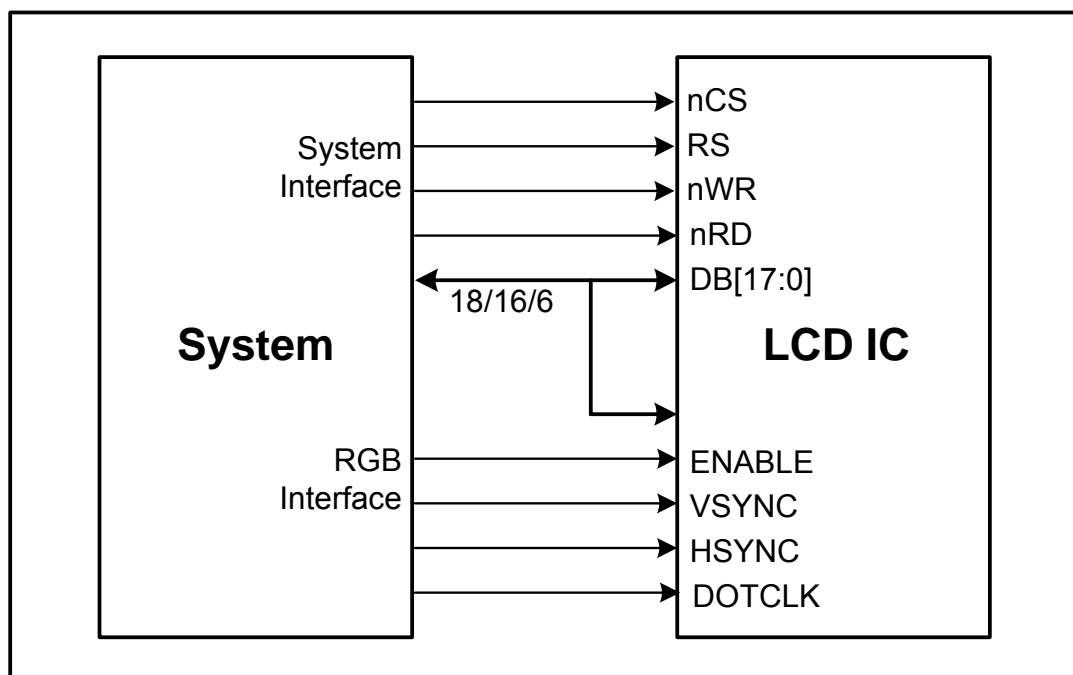 System
Interface
nCS
RS
nWR
nRD
DB[17:0]
18/16/6
System
LCD IC
RGB
Interface
ENABLE
VSYNC
HSYNC
DOTCLK